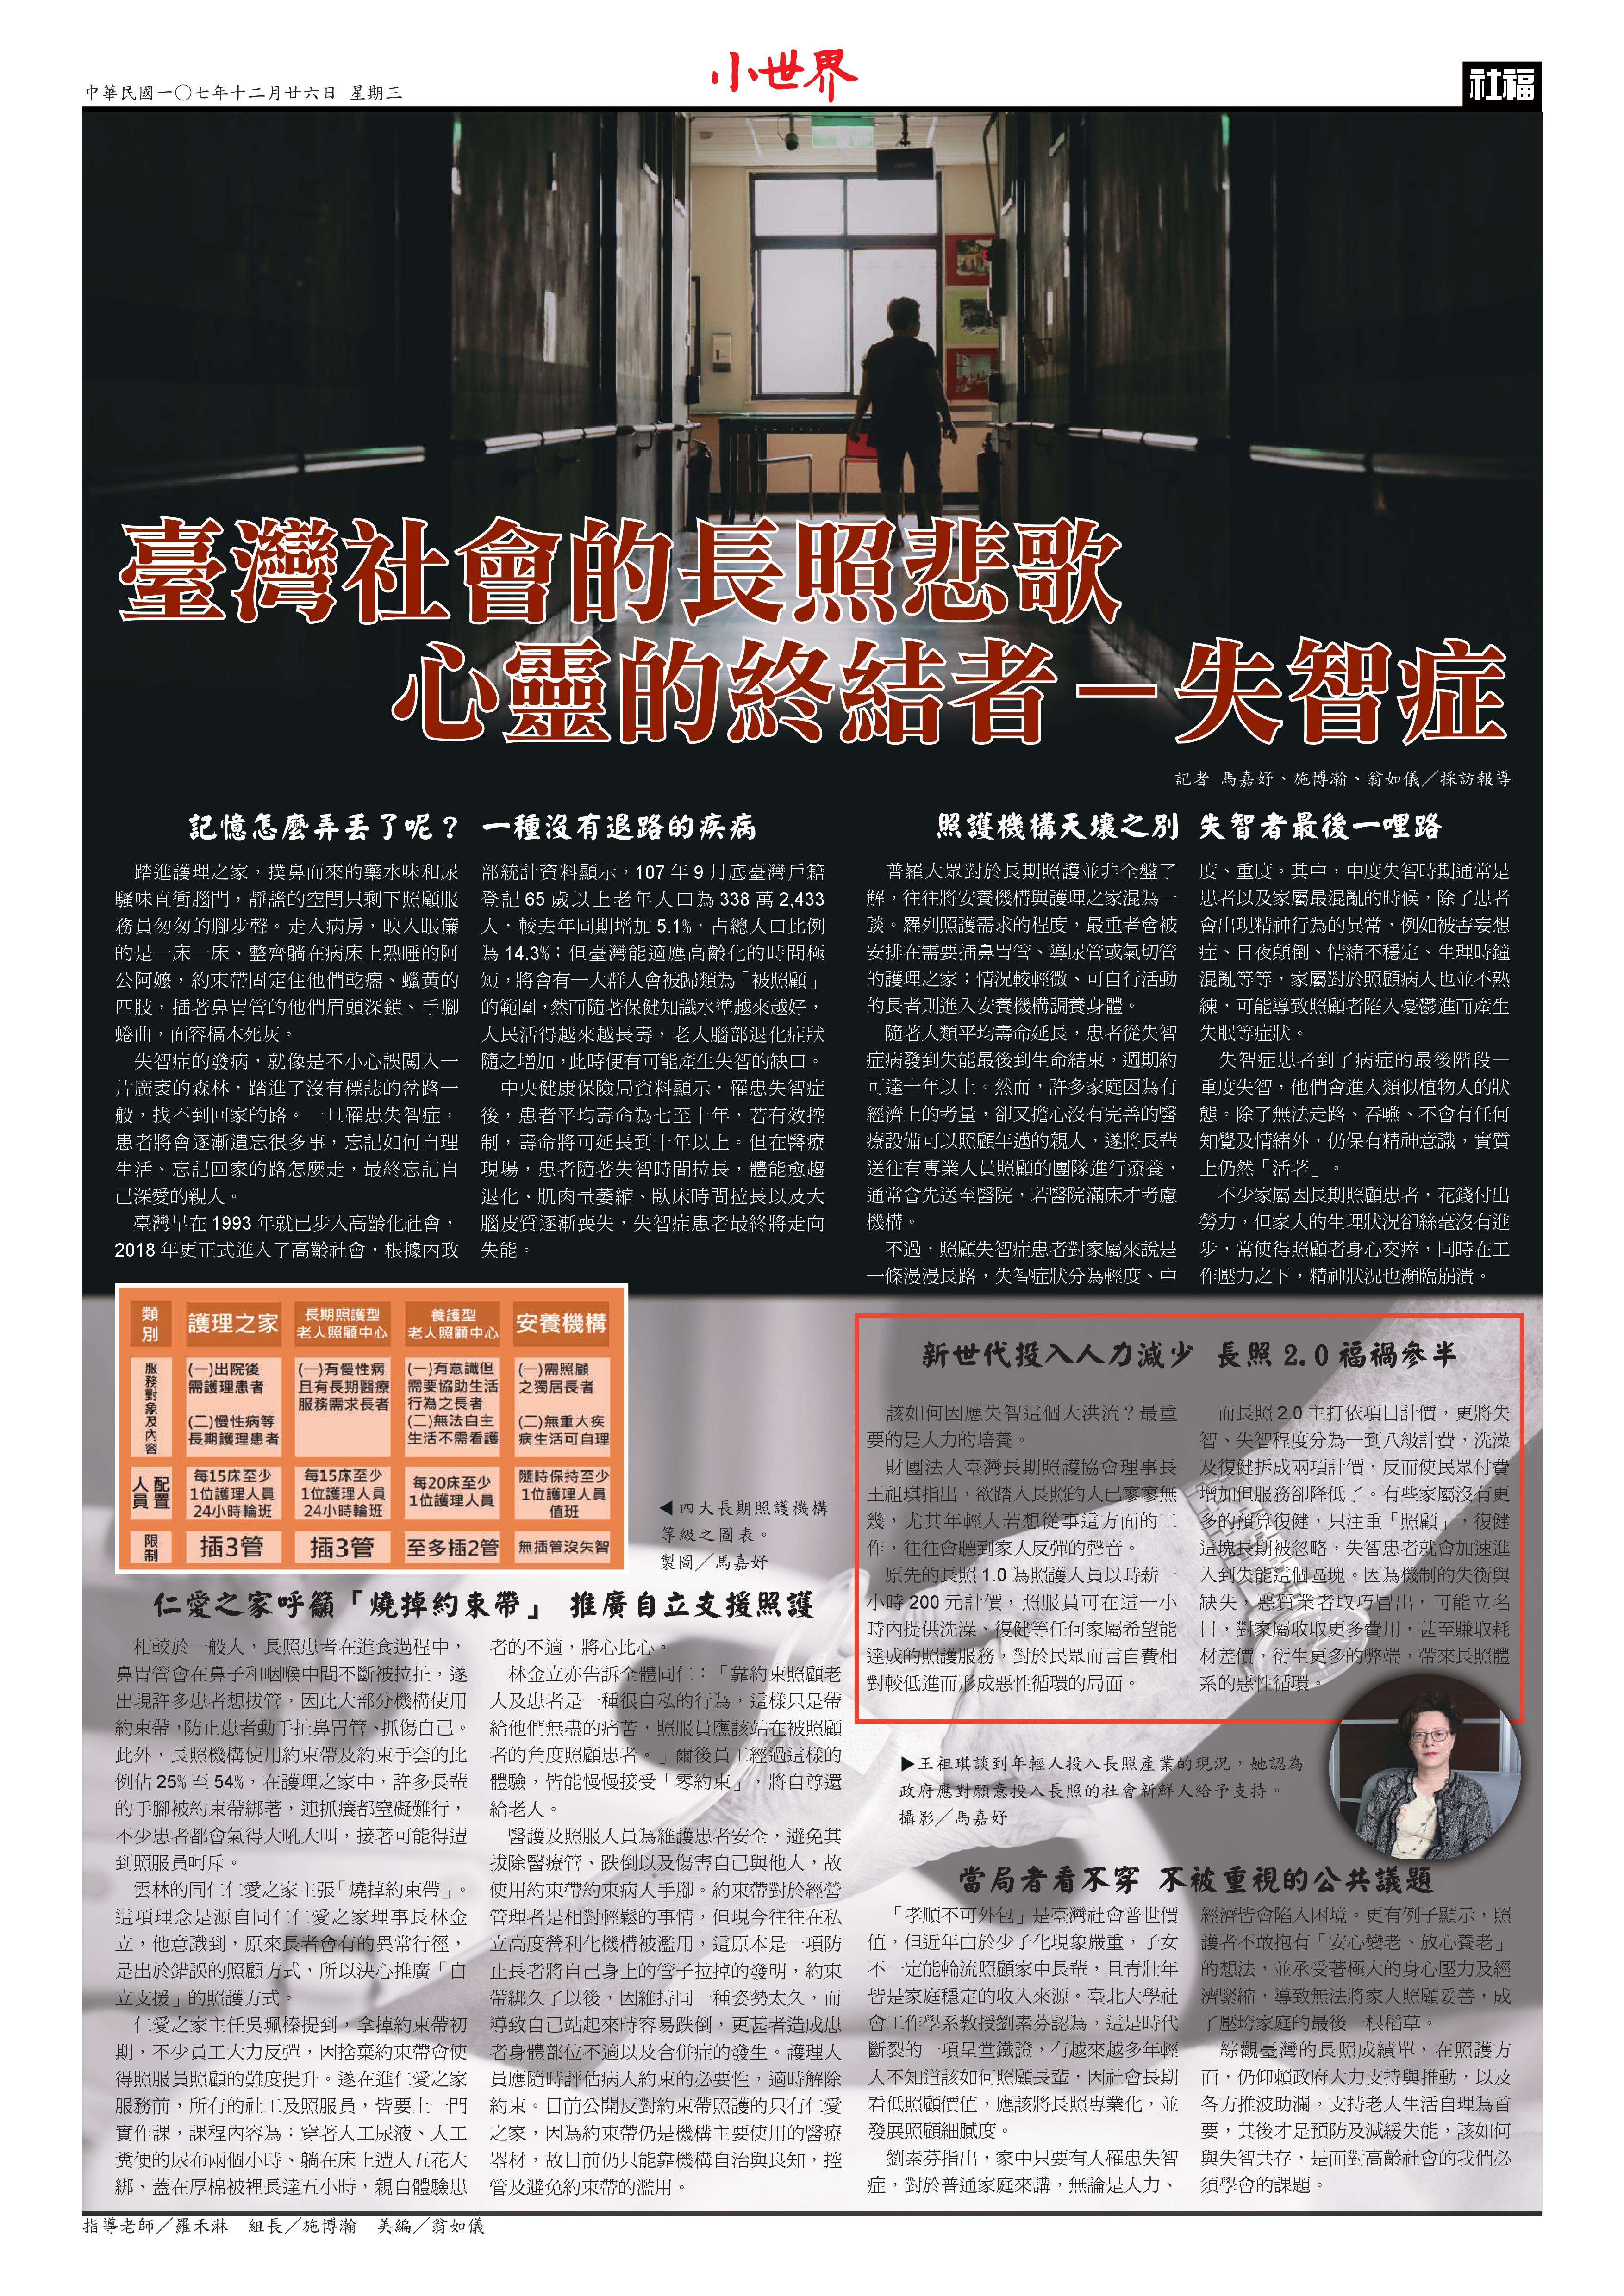 中華民國一〇七年十二月廿六日 星期三
小世界
社福
臺灣社會的長照悲歌
心靈的終結者－失智症
記者 馬嘉妤、施博瀚、翁如儀／採訪報導
記憶怎麼弄丟了呢？ 一種沒有退路的疾病
踏進護理之家，撲鼻而來的藥水味和尿
騷味直衝腦門，靜謐的空間只剩下照顧服
務員匆匆的腳步聲。走入病房，映入眼簾
的是一床一床、整齊躺在病床上熟睡的阿
公阿嬤，約束帶固定住他們乾癟、蠟黃的
四肢，插著鼻胃管的他們眉頭深鎖、手腳
蜷曲，面容槁木死灰。
失智症的發病，就像是不小心誤闖入一
片廣袤的森林，踏進了沒有標誌的岔路一
般，找不到回家的路。一旦罹患失智症，
患者將會逐漸遺忘很多事，忘記如何自理
生活、忘記回家的路怎麼走，最終忘記自
己深愛的親人。
臺灣早在 1993 年就已步入高齡化社會，
2018 年更正式進入了高齡社會，根據內政
部統計資料顯示，107 年 9 月底臺灣戶籍
登記 65 歲以上老年人口為 338 萬 2,433
人，較去年同期增加 5.1%，占總人口比例
為 14.3%；但臺灣能適應高齡化的時間極
短，將會有一大群人會被歸類為「被照顧」
的範圍，然而隨著保健知識水準越來越好，
人民活得越來越長壽，老人腦部退化症狀
隨之增加，此時便有可能產生失智的缺口。
中央健康保險局資料顯示，罹患失智症
後，患者平均壽命為七至十年，若有效控
制，壽命將可延長到十年以上。但在醫療
現場，患者隨著失智時間拉長，體能愈趨
退化、肌肉量萎縮、臥床時間拉長以及大
腦皮質逐漸喪失，失智症患者最終將走向
失能。
照護機構天壤之別 失智者最後一哩路
普羅大眾對於長期照護並非全盤了
解，往往將安養機構與護理之家混為一
談。羅列照護需求的程度，最重者會被
安排在需要插鼻胃管、導尿管或氣切管
的護理之家；情況較輕微、可自行活動
的長者則進入安養機構調養身體。
隨著人類平均壽命延長，患者從失智
症病發到失能最後到生命結束，週期約
可達十年以上。然而，許多家庭因為有
經濟上的考量，卻又擔心沒有完善的醫
療設備可以照顧年邁的親人，遂將長輩
送往有專業人員照顧的團隊進行療養，
通常會先送至醫院，若醫院滿床才考慮
機構。
不過，照顧失智症患者對家屬來說是
一條漫漫長路，失智症狀分為輕度、中
度、重度。其中，中度失智時期通常是
患者以及家屬最混亂的時候，除了患者
會出現精神行為的異常，例如被害妄想
症、日夜顛倒、情緒不穩定、生理時鐘
混亂等等，家屬對於照顧病人也並不熟
練，可能導致照顧者陷入憂鬱進而產生
失眠等症狀。
失智症患者到了病症的最後階段—
重度失智，他們會進入類似植物人的狀
態。除了無法走路、吞嚥、不會有任何
知覺及情緒外，仍保有精神意識，實質
上仍然「活著」。
不少家屬因長期照顧患者，花錢付出
勞力，但家人的生理狀況卻絲毫沒有進
步，常使得照顧者身心交瘁，同時在工
作壓力之下，精神狀況也瀕臨崩潰。
類別 護理之家 長期照護型老人照顧中心 養護型老人照顧中心 安養機構
服務對象及內容 (一)出院後需護理患者 (二)慢性病等長期護理患者 (一)有慢性病且有長期醫療服務需求長者 (一)有意識但需要協助生活行為之長者 (二)無法自主生活不需看護 (一)需照顧之獨居長者 (二)無重大疾病生活可自理
人員配置 每15床至少1位護理人員24小時輪班 每15床至少1位護理人員24小時輪班 每20床至少1位護理人員 隨時保持至少1位護理人員值班
限制 插3管 插3管 至多插2管 無插管沒失智
◀四大長期照護機構
等級之圖表。
製圖／馬嘉妤
仁愛之家呼籲「燒掉約束帶」 推廣自立支援照護
相較於一般人，長照患者在進食過程中，
鼻胃管會在鼻子和咽喉中間不斷被拉扯，遂
出現許多患者想拔管，因此大部分機構使用
約束帶，防止患者動手扯鼻胃管、抓傷自己。
此外，長照機構使用約束帶及約束手套的比
例佔 25% 至 54%，在護理之家中，許多長輩
的手腳被約束帶綁著，連抓癢都窒礙難行，
不少患者都會氣得大吼大叫，接著可能得遭
到照服員呵斥。
雲林的同仁仁愛之家主張「燒掉約束帶」。
這項理念是源自同仁仁愛之家理事長林金
立，他意識到，原來長者會有的異常行徑，
是出於錯誤的照顧方式，所以決心推廣「自
立支援」的照護方式。
仁愛之家主任吳珮榛提到，拿掉約束帶初
期，不少員工大力反彈，因捨棄約束帶會使
得照服員照顧的難度提升。遂在進仁愛之家
服務前，所有的社工及照服員，皆要上一門
實作課，課程內容為：穿著人工尿液、人工
糞便的尿布兩個小時、躺在床上遭人五花大
綁、蓋在厚棉被裡長達五小時，親自體驗患
者的不適，將心比心。
林金立亦告訴全體同仁：「靠約束照顧老
人及患者是一種很自私的行為，這樣只是帶
給他們無盡的痛苦，照服員應該站在被照顧
者的角度照顧患者。」爾後員工經過這樣的
體驗，皆能慢慢接受「零約束」，將自尊還
給老人。
醫護及照服人員為維護患者安全，避免其
拔除醫療管、跌倒以及傷害自己與他人，故
使用約束帶約束病人手腳。約束帶對於經營
管理者是相對輕鬆的事情，但現今往往在私
立高度營利化機構被濫用，這原本是一項防
止長者將自己身上的管子拉掉的發明，約束
帶綁久了以後，因維持同一種姿勢太久，而
導致自己站起來時容易跌倒，更甚者造成患
者身體部位不適以及合併症的發生。護理人
員應隨時評估病人約束的必要性，適時解除
約束。目前公開反對約束帶照護的只有仁愛
之家，因為約束帶仍是機構主要使用的醫療
器材，故目前仍只能靠機構自治與良知，控
管及避免約束帶的濫用。
新世代投入人力減少 長照 2.0 福禍參半
該如何因應失智這個大洪流？最重
要的是人力的培養。
財團法人臺灣長期照護協會理事長
王祖琪指出，欲踏入長照的人已寥寥無
幾，尤其年輕人若想從事這方面的工
作，往往會聽到家人反彈的聲音。
原先的長照 1.0 為照護人員以時薪一
小時 200 元計價，照服員可在這一小
時內提供洗澡、復健等任何家屬希望能
達成的照護服務，對於民眾而言自費相
對較低進而形成惡性循環的局面。
而長照 2.0 主打依項目計價，更將失
智、失智程度分為一到八級計費，洗澡
及復健拆成兩項計價，反而使民眾付費
增加但服務卻降低了。有些家屬沒有更
多的預算復健，只注重「照顧」，復健
這塊長期被忽略，失智患者就會加速進
入到失能這個區塊。因為機制的失衡與
缺失，惡質業者取巧冒出，可能立名
目，對家屬收取更多費用，甚至賺取耗
材差價，衍生更多的弊端，帶來長照體
系的惡性循環。
▶王祖琪談到年輕人投入長照產業的現況，她認為
政府應對願意投入長照的社會新鮮人給予支持。
攝影／馬嘉妤
當局者看不穿 不被重視的公共議題
「孝順不可外包」是臺灣社會普世價
值，但近年由於少子化現象嚴重，子女
不一定能輪流照顧家中長輩，且青壯年
皆是家庭穩定的收入來源。臺北大學社
會工作學系教授劉素芬認為，這是時代
斷裂的一項呈堂鐵證，有越來越多年輕
人不知道該如何照顧長輩，因社會長期
看低照顧價值，應該將長照專業化，並
發展照顧細膩度。
劉素芬指出，家中只要有人罹患失智
症，對於普通家庭來講，無論是人力、
經濟皆會陷入困境。更有例子顯示，照
護者不敢抱有「安心變老、放心養老」
的想法，並承受著極大的身心壓力及經
濟緊縮，導致無法將家人照顧妥善，成
了壓垮家庭的最後一根稻草。
綜觀臺灣的長照成績單，在照護方
面，仍仰賴政府大力支持與推動，以及
各方推波助瀾，支持老人生活自理為首
要，其後才是預防及減緩失能，該如何
與失智共存，是面對高齡社會的我們必
須學會的課題。
指導老師／羅禾淋 組長／施博瀚 美編／翁如儀